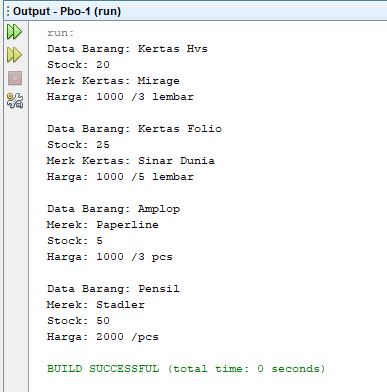 Output - Pbo-1 (run)
run:
Data Barang: Kertas Hvs
Stock: 20
Merk Kertas: Mirage
Harga: 1000 /3 lembar
Data Barang: Kertas Folio
Stock: 25
Merk Kertas: Sinar Dunia
Harga: 1000 /5 lembar
Data Barang: Amplop
Merek: Paperline
Stock: 5
Harga: 1000 /3 pcs
Data Barang: Pensil
Merek: Stadler
Stock: 50
Harga: 2000 /pcs
BUILD SUCCESSFUL (total time: 0 seconds)